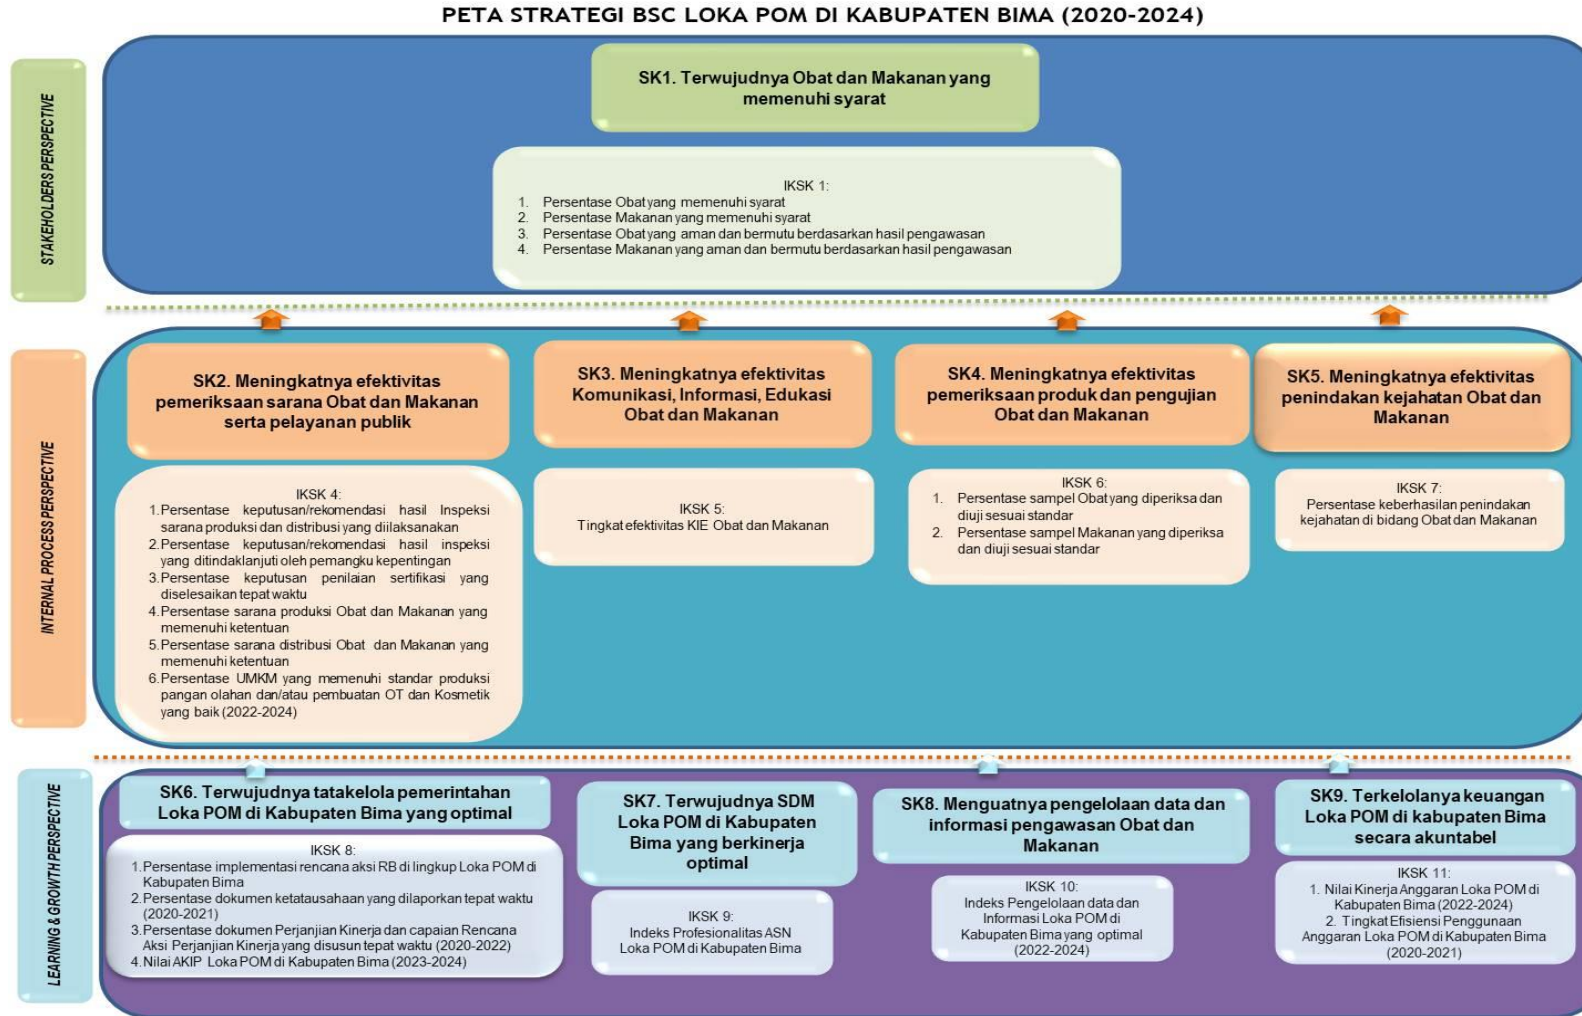 PETA STRATEGI BSC LOKA POM DI KABUPATEN BIMA (2020-2024)
STAKEHOLDERS PERSPECTIVE
SK1. Terwujudnya Obat dan Makanan yang
memenuhi syarat
IKSK 1:
1. Persentase Obat yang memenuhi syarat
2. Persentase Makanan yang memenuhi syarat
3. Persentase Obat yang aman dan bermutu berdasarkan hasil pengawasan
4. Persentase Makanan yang aman dan bermutu berdasarkan hasil pengawasan
INTERNAL PROCESS PERSPECTIVE
SK2. Meningkatnya efektivitas
pemeriksaan sarana Obat dan Makanan
serta pelayanan publik
IKSK 4:
1. Persentase keputusan/rekomendasi hasil Inspeksi
sarana produksi dan distribusi yang diilaksanakan
2. Persentase keputusan/rekomendasi hasil inspeksi
yang ditindaklanjuti oleh pemangku kepentingan
3. Persentase keputusan penilaian sertifikasi yang
diselesaikan tepat waktu
4. Persentase sarana produksi Obat dan Makanan yang
memenuhi ketentuan
5. Persentase sarana distribusi Obat dan Makanan yang
memenuhi ketentuan
6. Persentase UMKM yang memenuhi standar produksi
pangan olahan dan/atau pembuatan OT dan Kosmetik
yang baik (2022-2024)
SK3. Meningkatnya efektivitas
Komunikasi, Informasi, Edukasi
Obat dan Makanan
IKSK 5:
Tingkat efektivitas KIE Obat dan Makanan
SK4. Meningkatnya efektivitas
pemeriksaan produk dan pengujian
Obat dan Makanan
IKSK 6:
1. Persentase sampel Obat yang diperiksa dan
diuji sesuai standar
2. Persentase sampel Makanan yang diperiksa
dan diuji sesuai standar
SK5. Meningkatnya efektivitas
penindakan kejahatan Obat dan
Makanan
IKSK 7:
Persentase keberhasilan penindakan
kejahatan di bidang Obat dan Makanan
LEARNING & GROWTH PERSPECTIVE
SK6. Terwujudnya tatakelola pemerintahan
Loka POM di Kabupaten Bima yang optimal
IKSK 8:
1. Persentase implementasi rencana aksi RB di lingkup Loka POM di
Kabupaten Bima
2. Persentase dokumen ketatausahaan yang dilaporkan tepat waktu
(2020-2021)
3. Persentase dokumen Perjanjian Kinerja dan capaian Rencana
Aksi Perjanjian Kinerja yang disusun tepat waktu (2020-2022)
4. Nilai AKIP Loka POM di Kabupaten Bima (2023-2024)
SK7. Terwujudnya SDM
Loka POM di Kabupaten
Bima yang berkinerja
optimal
IKSK 9:
Indeks Profesionalitas ASN
Loka POM di Kabupaten Bima
SK8. Menguatnya pengelolaan data dan
informasi pengawasan Obat dan
Makanan
IKSK 10:
Indeks Pengelolaan data dan
Informasi Loka POM di
Kabupaten Bima yang optimal
(2022-2024)
SK9. Terkelolanya keuangan
Loka POM di kabupaten Bima
secara akuntabel
IKSK 11:
1. Nilai Kinerja Anggaran Loka POM di
Kabupaten Bima (2022-2024)
2. Tingkat Efisiensi Penggunaan
Anggaran Loka POM di Kabupaten Bima
(2020-2021)